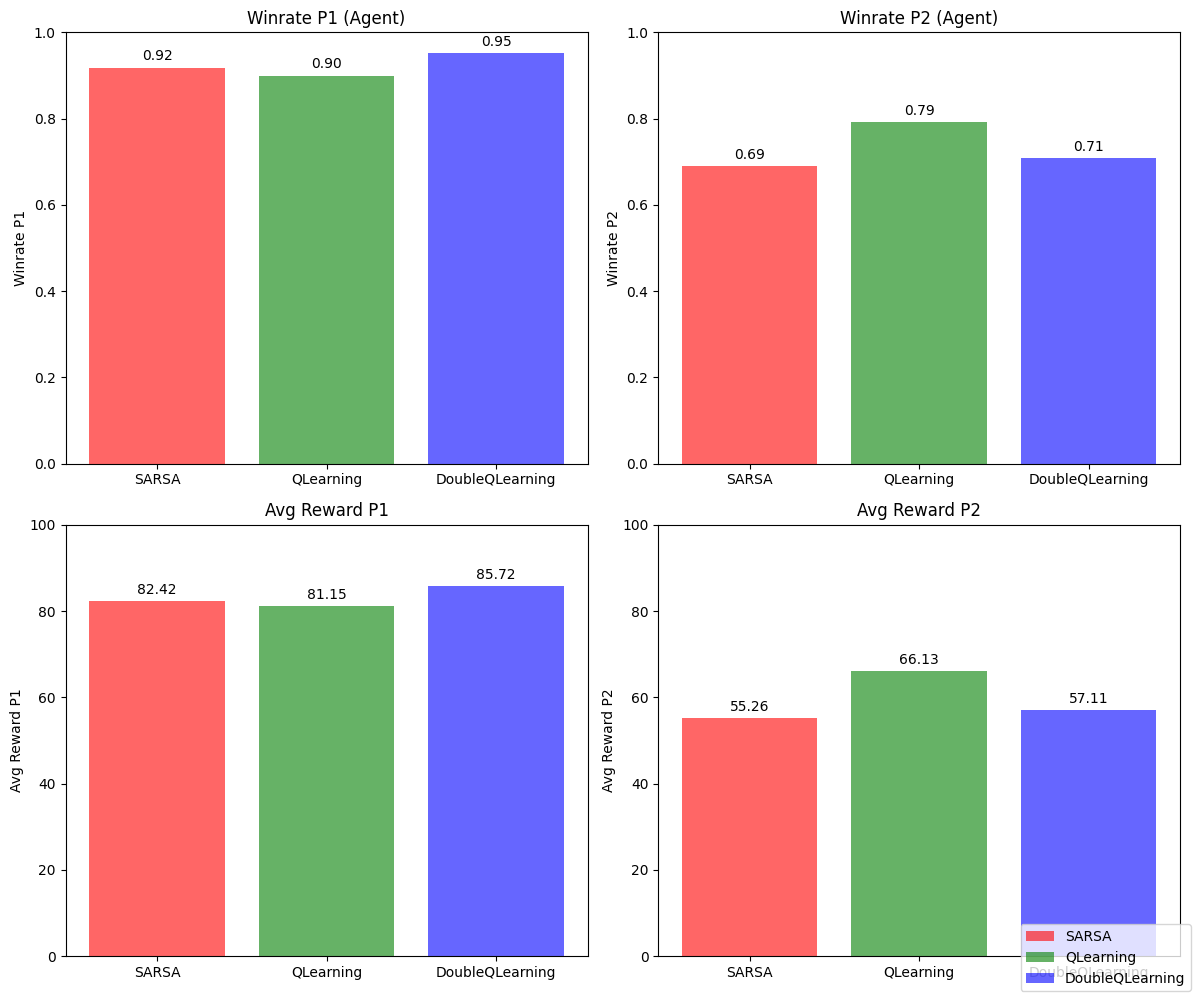 Winrate P1 (Agent)
Winrate P1
1.0
0.8
0.6
0.4
0.2
0.0
0.92
0.90
0.95
SARSA
QLearning
DoubleQLearning
Winrate P2 (Agent)
Winrate P2
1.0
0.8
0.6
0.4
0.2
0.0
0.69
0.79
0.71
SARSA
QLearning
DoubleQLearning
Avg Reward P1
Avg Reward P1
100
80
60
40
20
0
82.42
81.15
85.72
SARSA
QLearning
DoubleQLearning
Avg Reward P2
Avg Reward P2
100
80
60
40
20
0
55.26
66.13
57.11
SARSA
QLearning
DoubleQLearning
SARSA
QLearning
DoubleQLearning